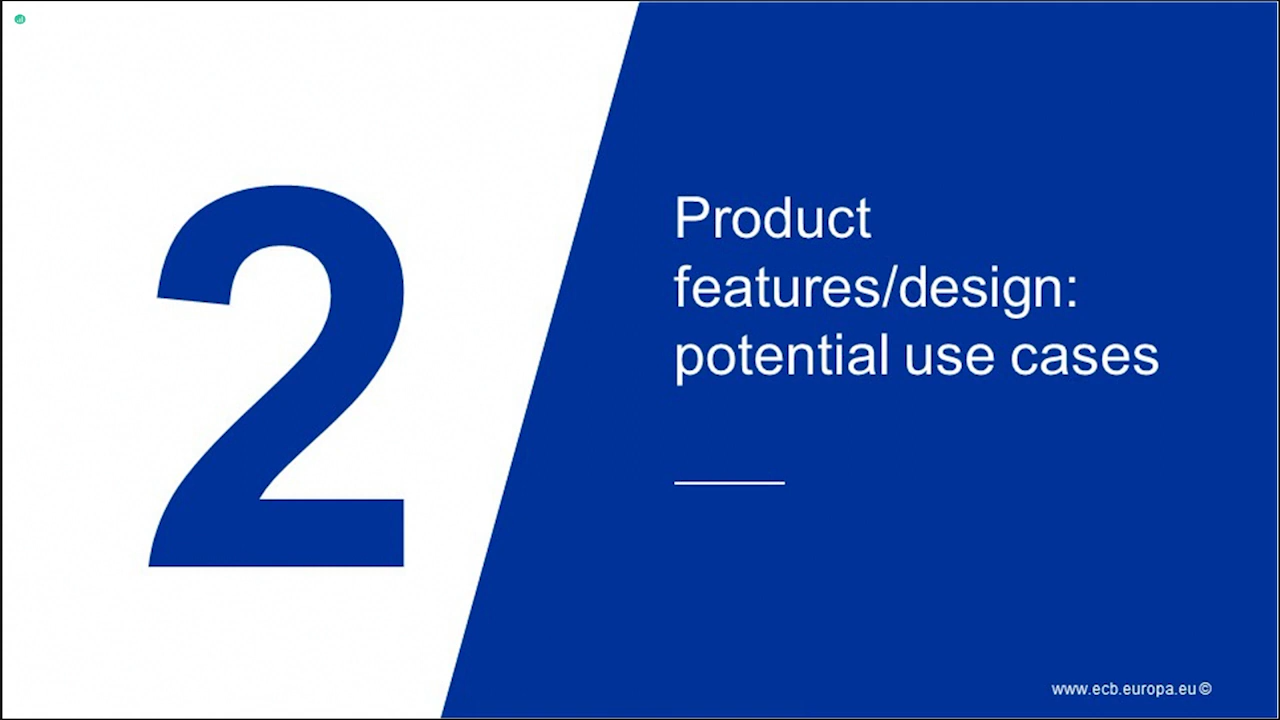 2
Product
features/design:
potential use cases
www.ecb.europa.eu©